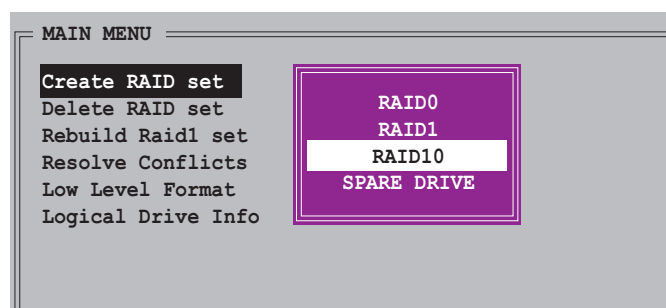 MAIN MENU
Create RAID set
Delete RAID set
Rebuild Raid1 set
Resolve Conflicts
Low Level Format
Logical Drive Info
RAID0
RAID1
RAID10
SPARE DRIVE